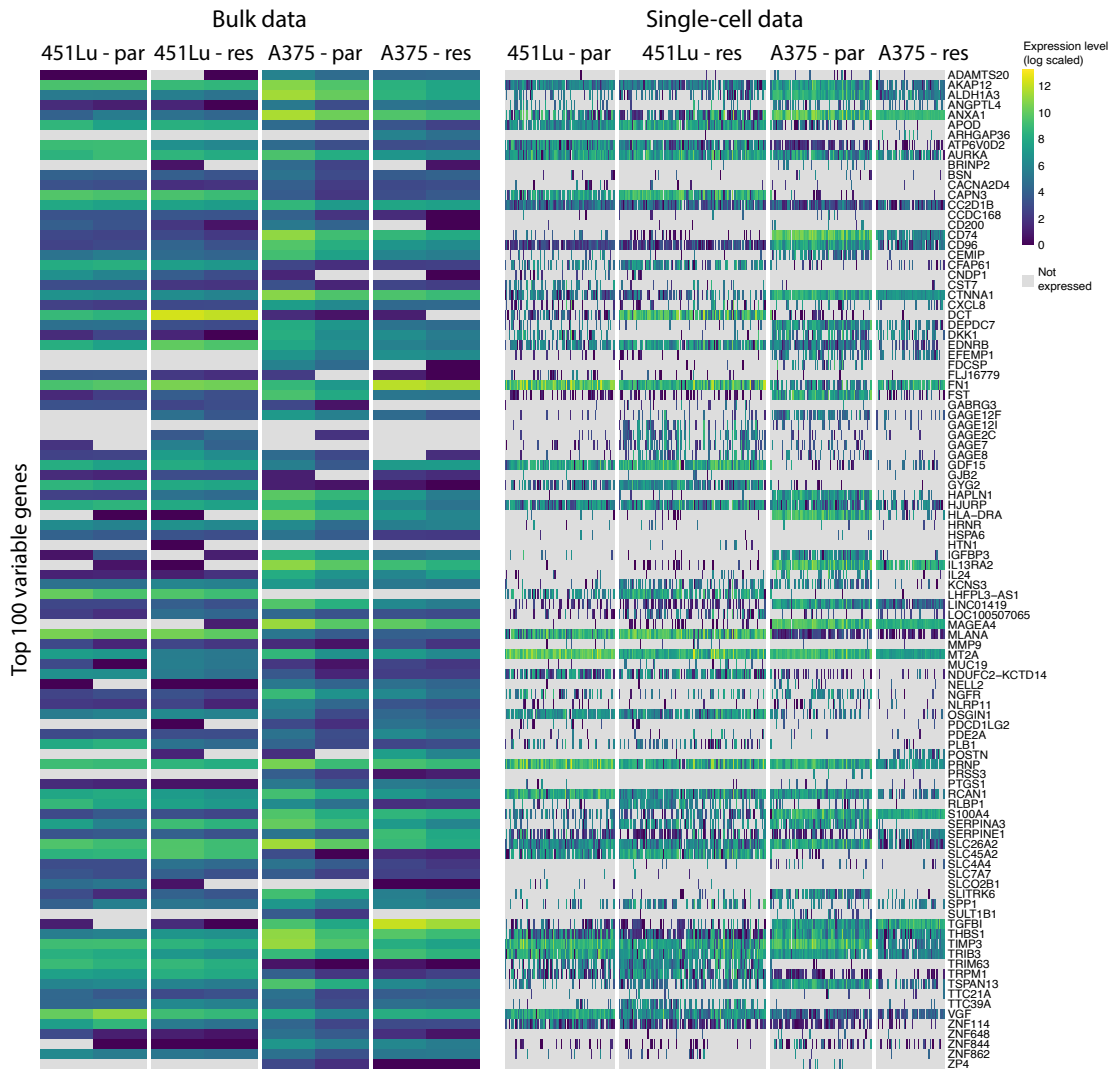 Bulk data
Single-cell data
451Lu - par
451Lu - res
A375 - par
A375 - res
451Lu - par
451Lu - res
A375 - par
A375 - res
Expression level
(log scaled)
12
10
8
6
4
2
0
Not
expressed
Top 100 variable genes
ADAMTS20
AKAP12
ALDH1A3
ANGPTL4
ANXA1
APOD
ARHGAP36
ATP6V0D2
AURKA
BRINP2
BSN
CACNA2D4
CAPN3
CC2D1B
CCDC168
CD200
CD74
CD96
CEMIP
CFAP61
CNDP1
CST7
CTNNA1
CXCL8
DCT
DEPDC7
DKK1
EDNRB
EFEMP1
FDCSP
FLJ16779
FN1
FST
GABRG3
GAGE12F
GAGE12I
GAGE2C
GAGE7
GAGE8
GDF15
GJB2
GYG2
HAPLN1
HJURP
HLA-DRA
HRNR
HSPA6
HTN1
IGFBP3
IL13RA2
IL24
KCNS3
LHFPL3-AS1
LINC01419
LOC100507065
MAGEA4
MLANA
MMP9
MT2A
MUC19
NDUFC2-KCTD14
NELL2
NGFR
NLRP11
OSGIN1
PDCD1LG2
PDE2A
PLB1
POSTN
PRNP
PRSS3
PTGS1
RCAN1
RLBP1
S100A4
SERPINA3
SERPINE1
SLC26A2
SLC45A2
SLC4A4
SLC7A7
SLCO2B1
SLITRK6
SPP1
SULT1B1
TGFBI
THBS1
TIMP3
TRIB3
TRIM63
TRPM1
TSPAN13
TTC21A
TTC39A
VGF
ZNF114
ZNF648
ZNF844
ZNF862
ZP4